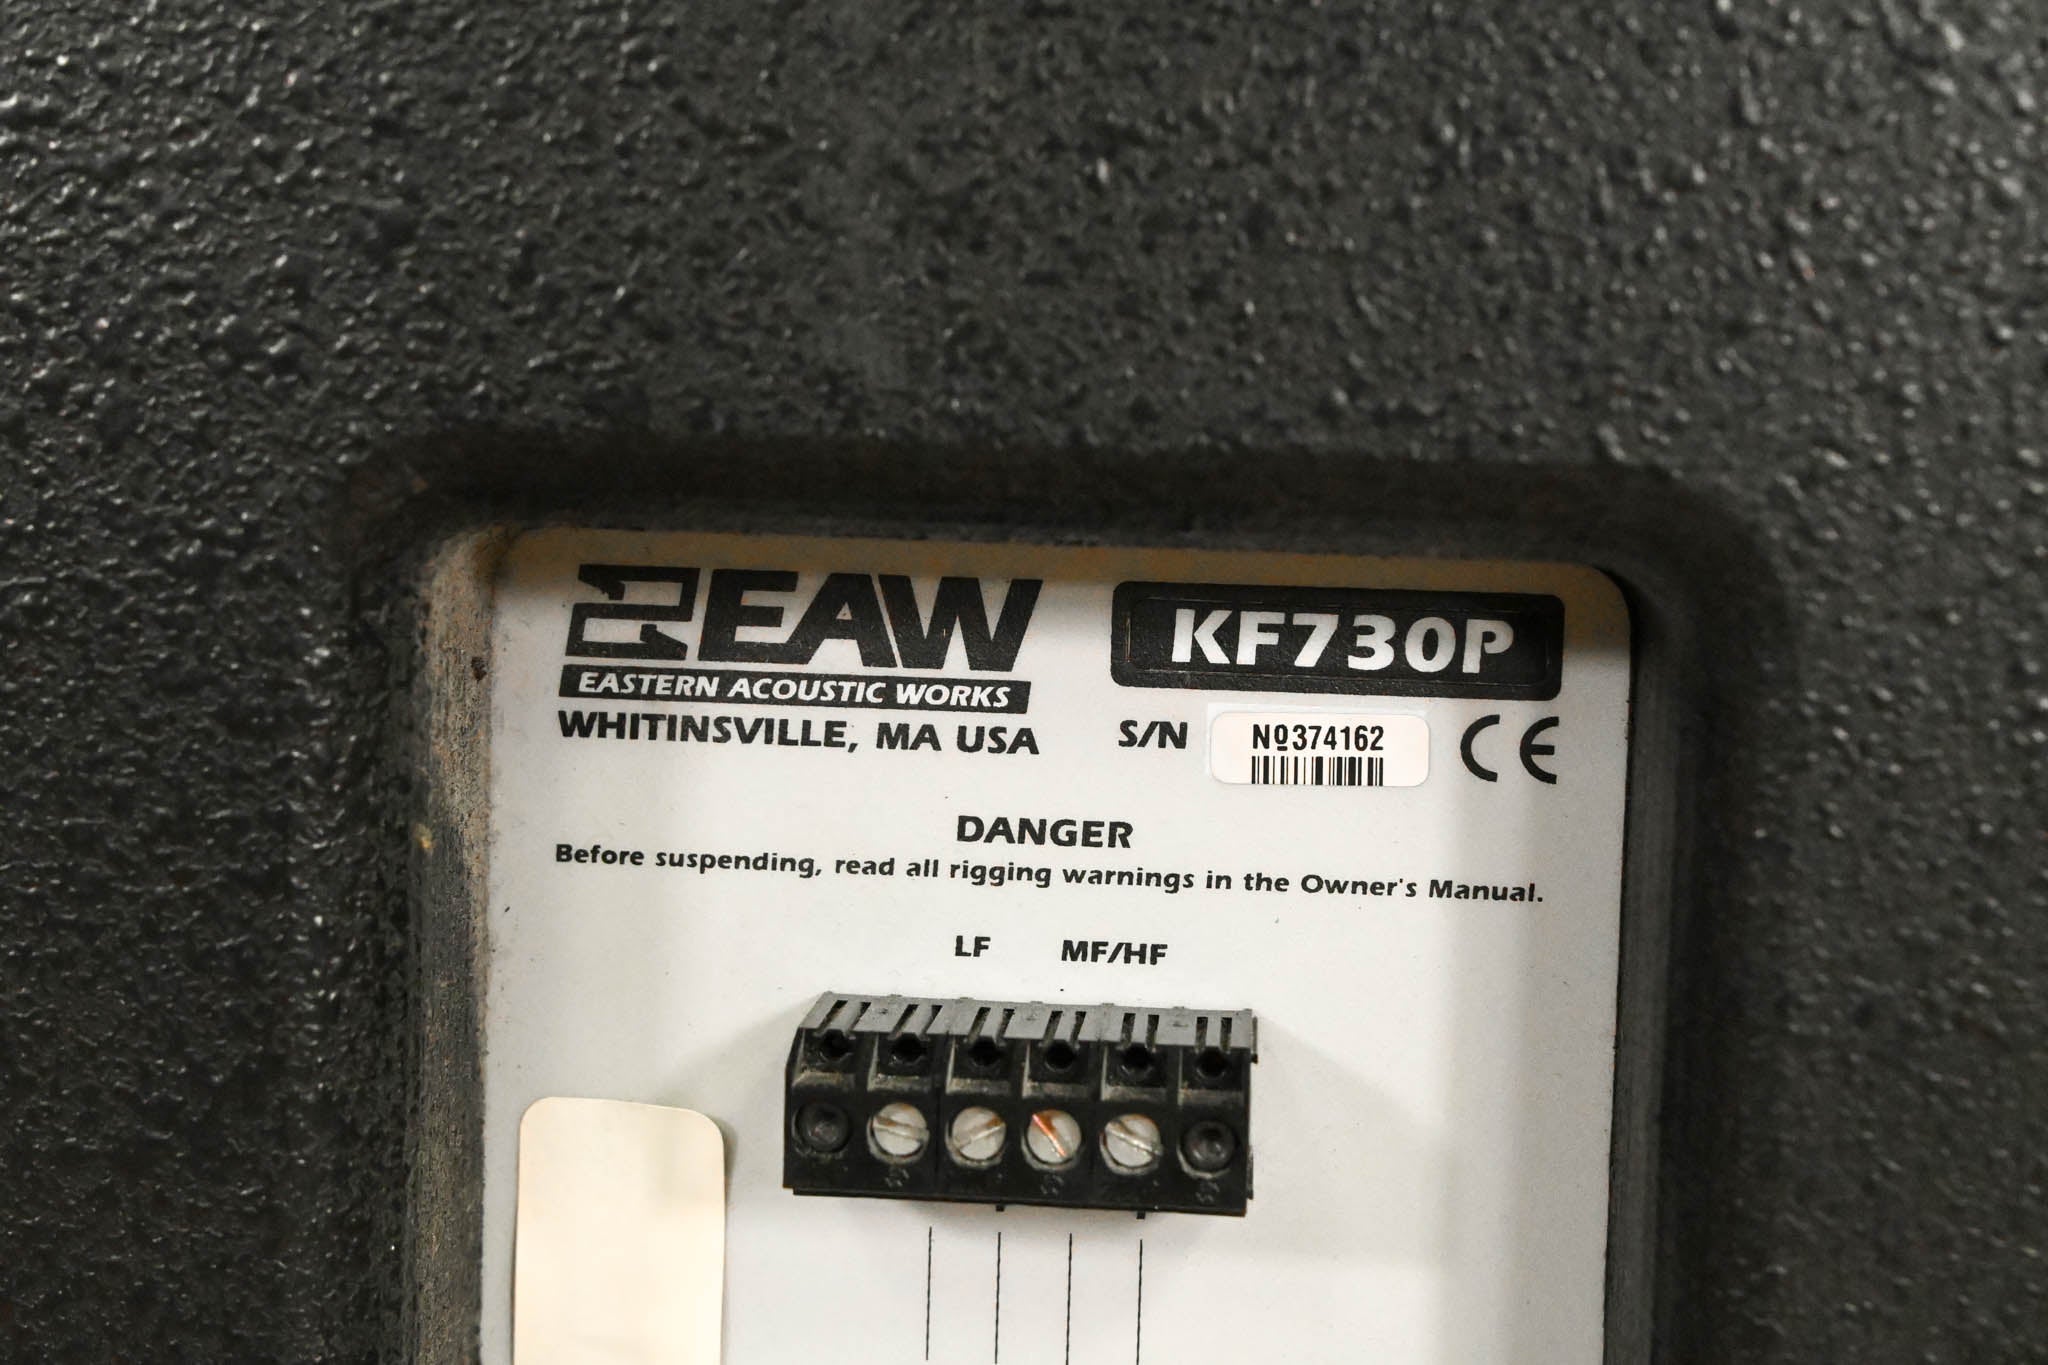 EAW
EASTERN ACOUSTIC WORKS
WHITINSVILLE, MA USA
KF730P
S/N Nº374162 CE
DANGER
Before suspending, read all rigging warnings in the Owner's Manual.
LF MF/HF